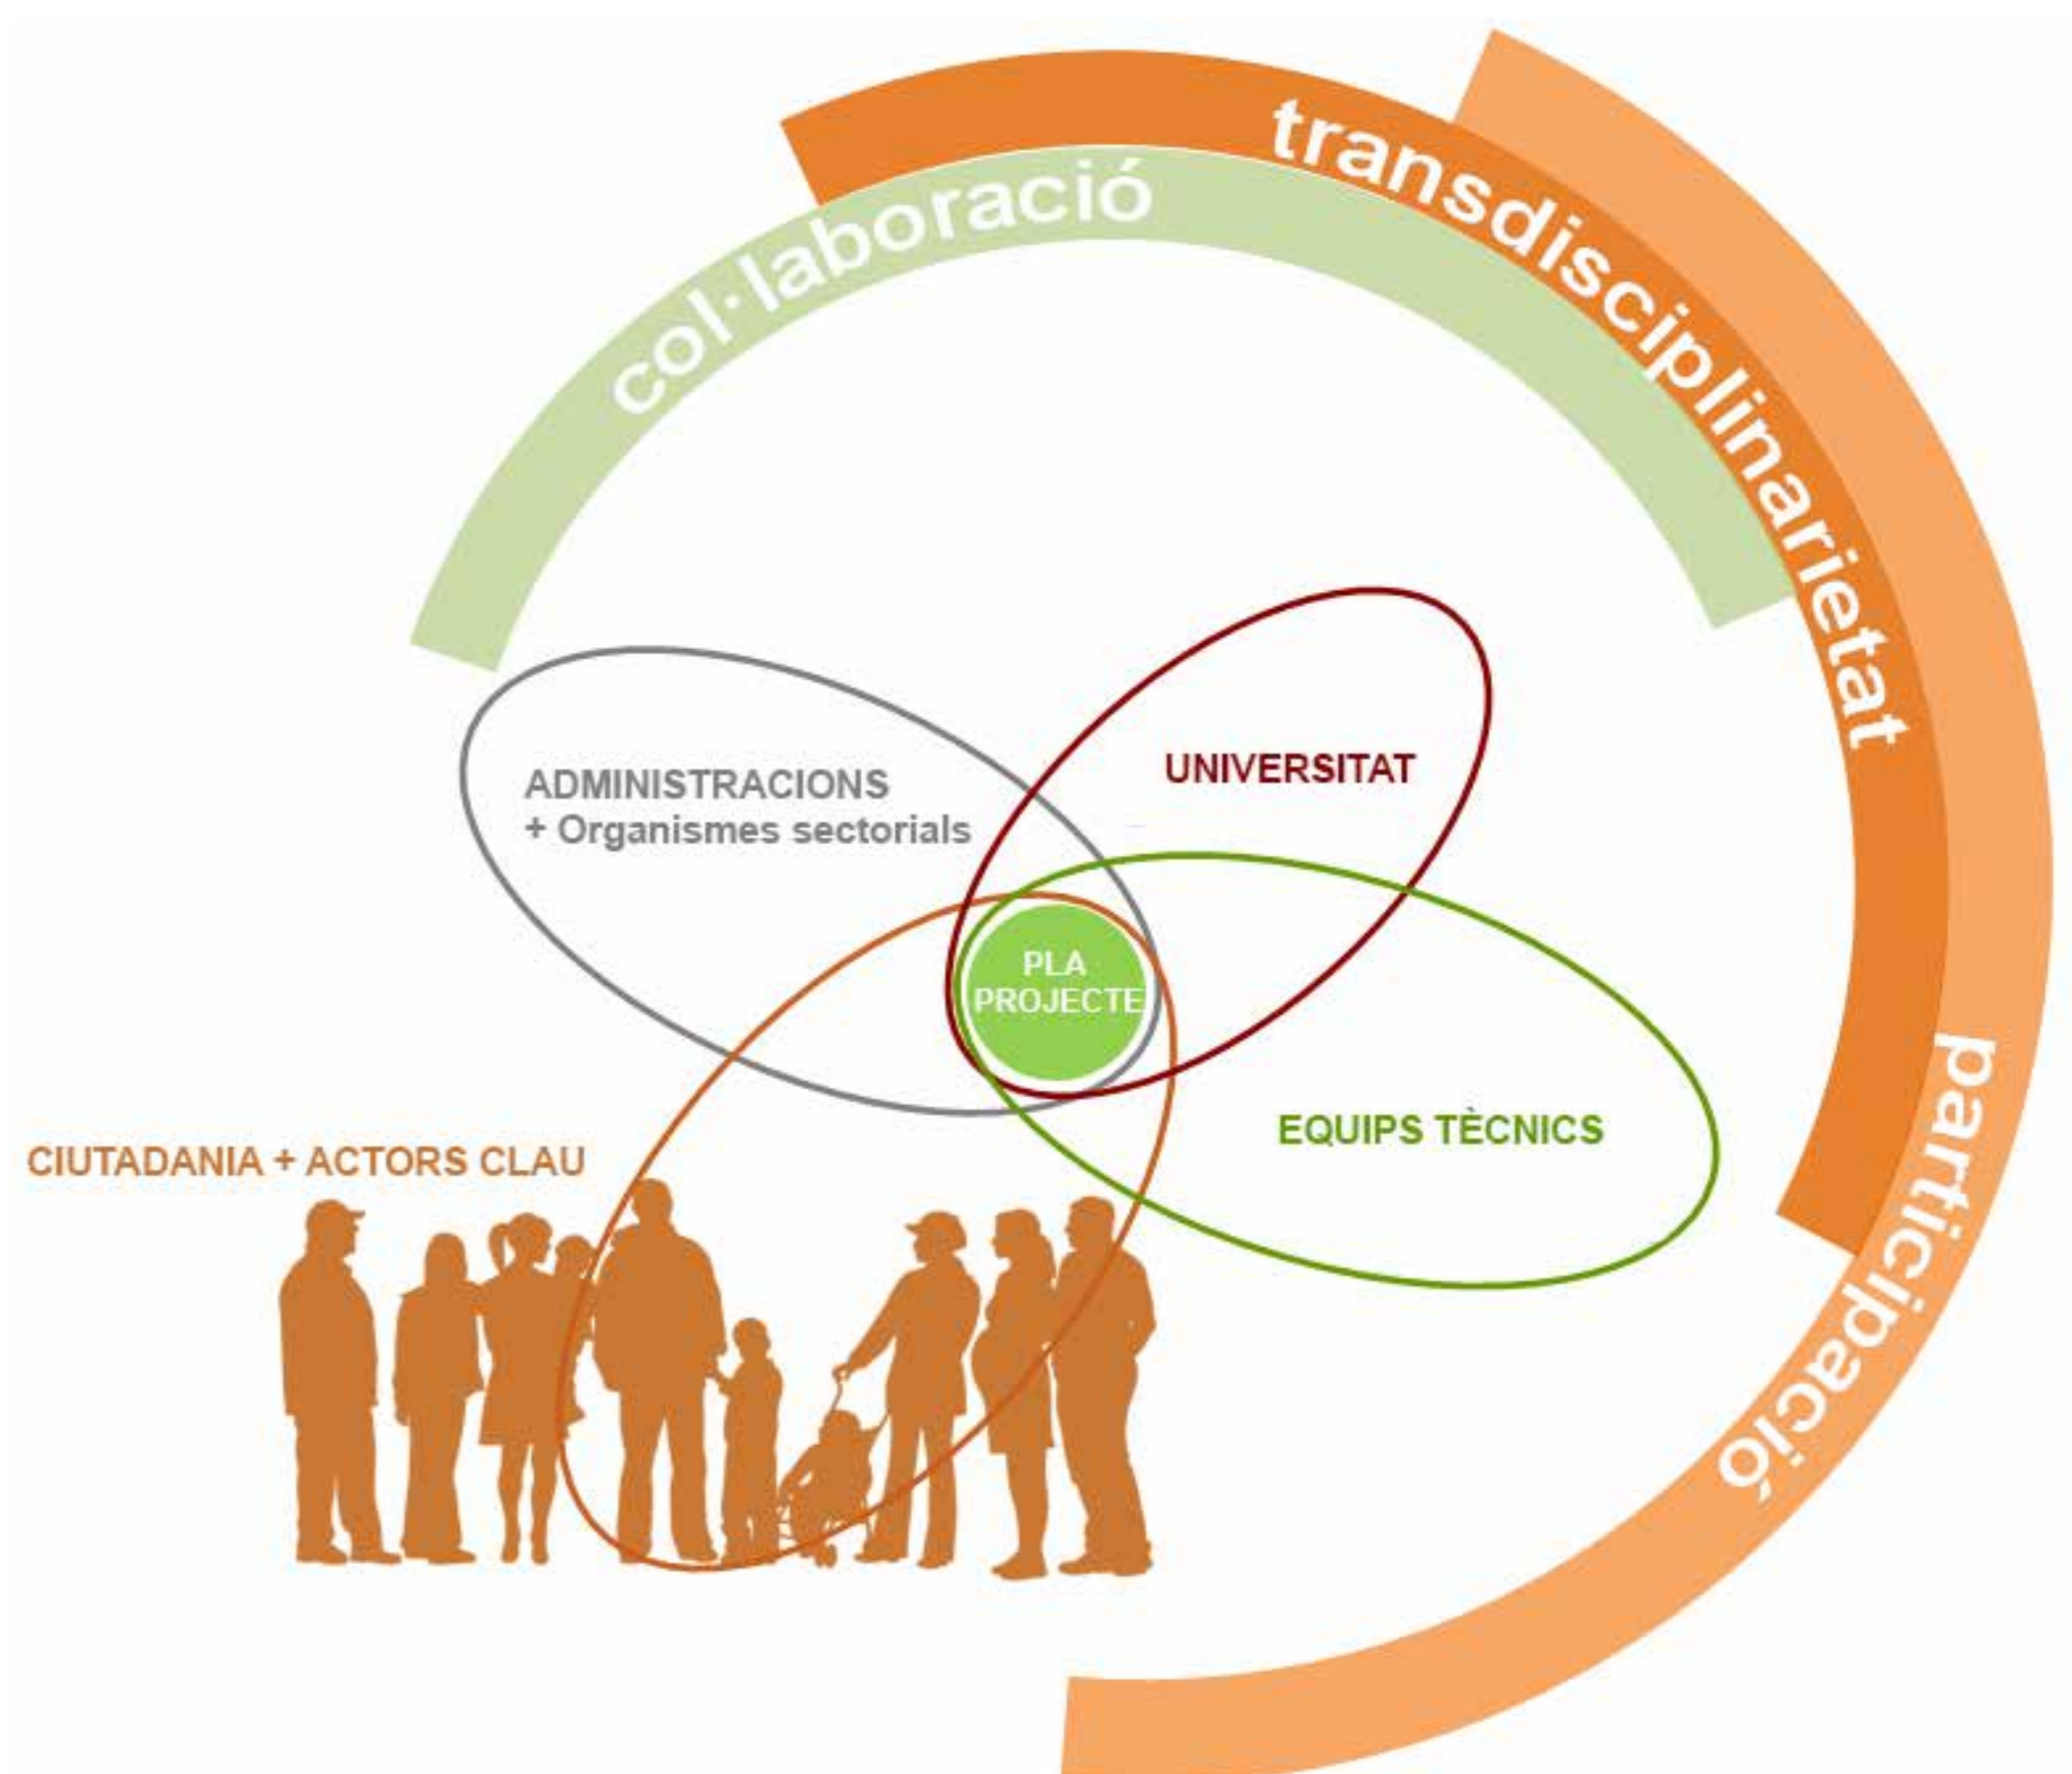 col·laboració
transdisciplinarietat
participació
ADMINISTRACIONS
+ Organismes sectorials
UNIVERSITAT
PLA
PROJECTE
EQUIPS TÈCNICS
CIUTADANIA + ACTORS CLAU